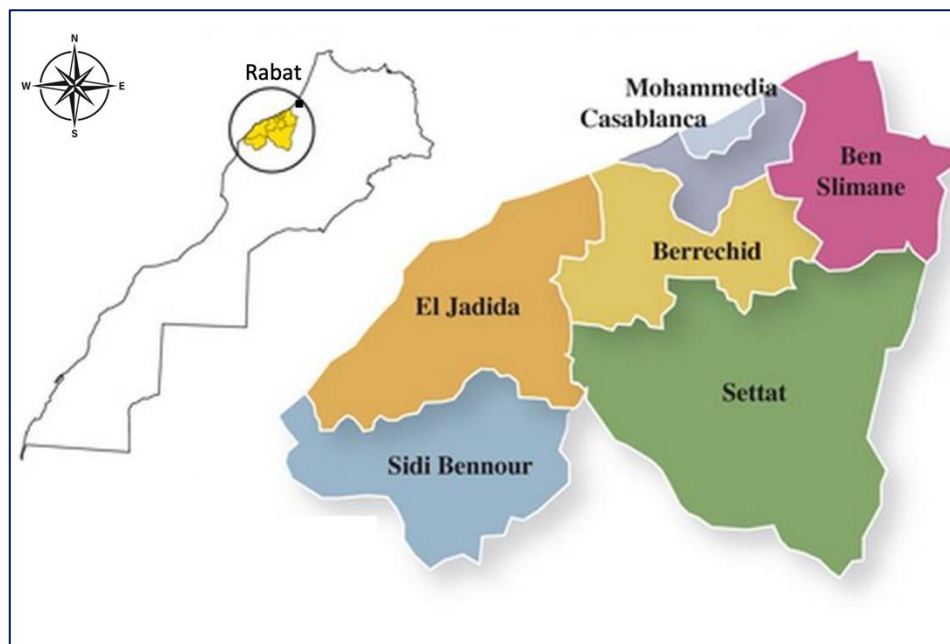 N
W E
S
Rabat
Mohammedia
Casablanca
Ben
Slimane
Berrechid
El Jadida
Settat
Sidi Bennour